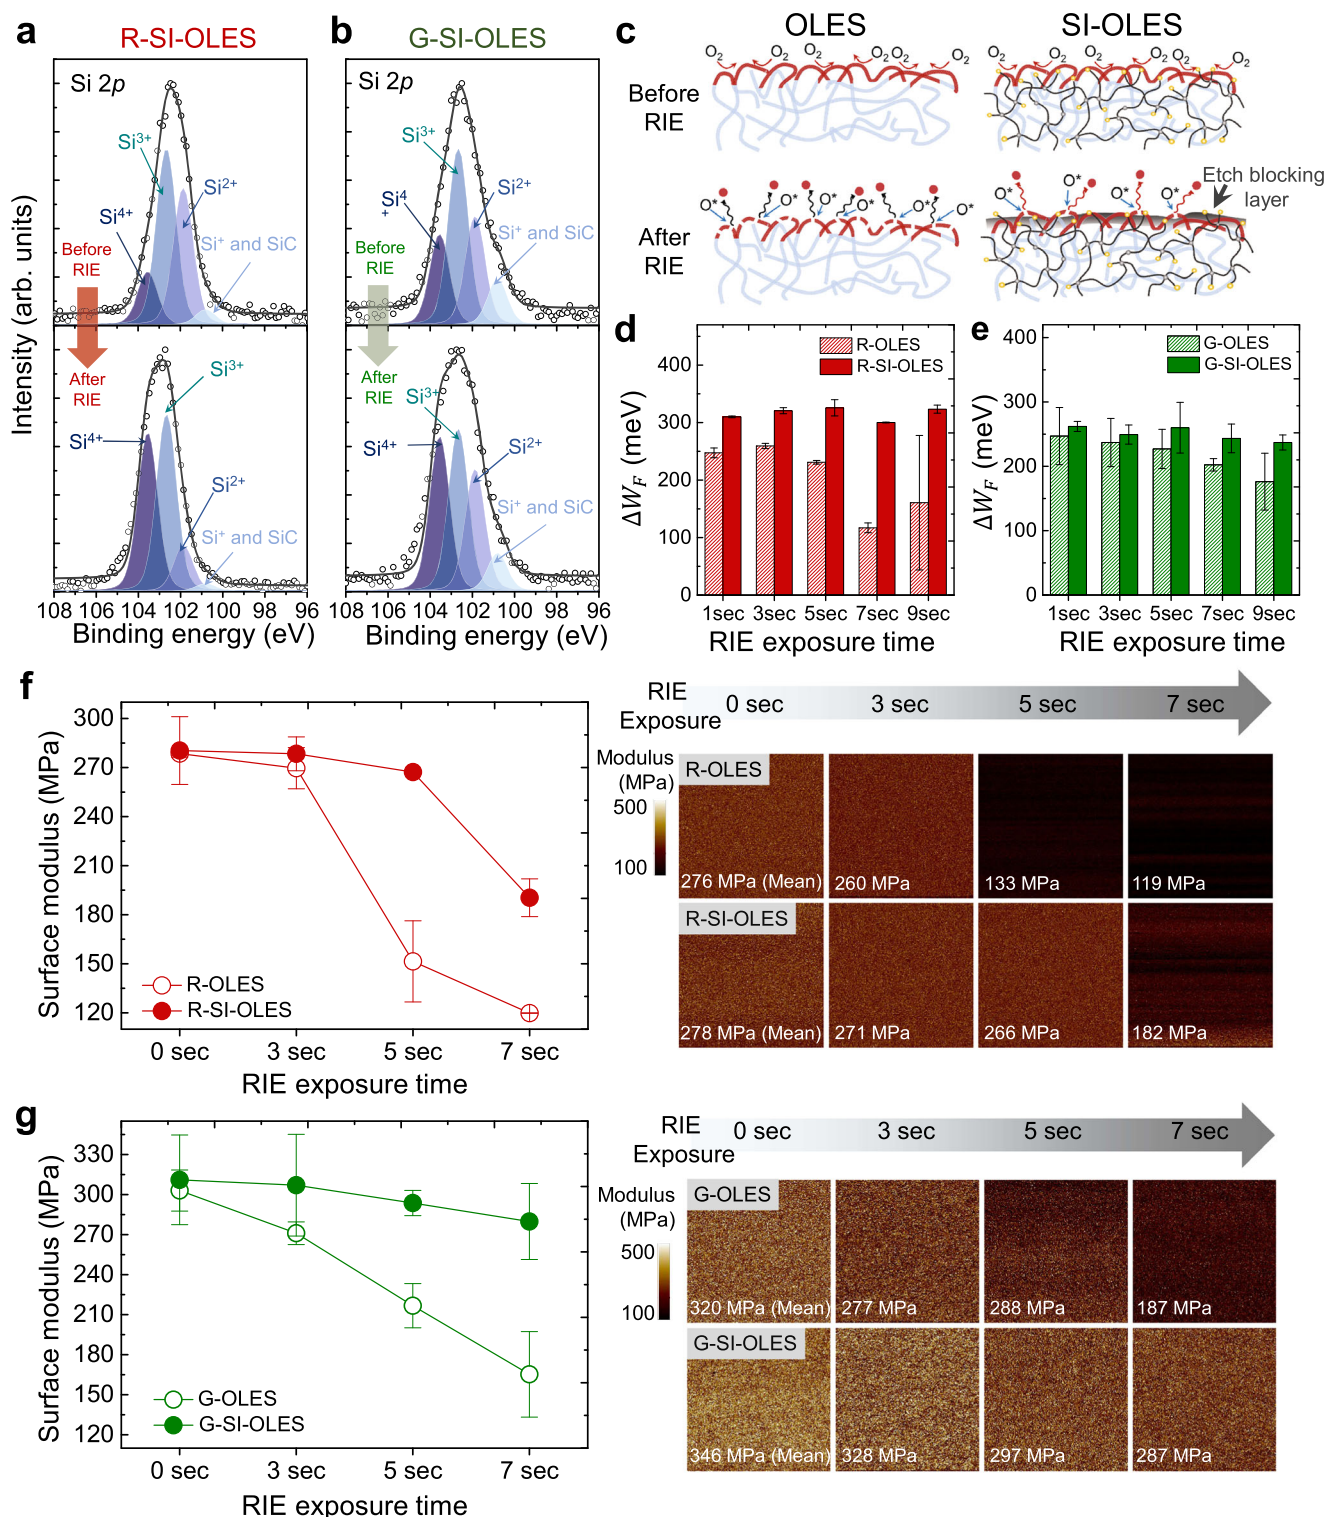 a
R-SI-OLES
Si 2p
Si3+
Si2+
Si4+
Si+ and SiC
Before
RIE
After
RIE
Si3+
Si4+
Si2+
Si+ and SiC
Intensity (arb. units)
108 106 104 102 100 98 96
Binding energy (eV)
b
G-SI-OLES
Si 2p
Si3+
Si4
+
Si2+
Si+ and SiC
Before
RIE
After
RIE
Si3+
Si4+
Si2+
Si+ and SiC
108 106 104 102 100 98 96
Binding energy (eV)
c
OLES SI-OLES
O2 O2 O2 O2 O2 O2 O2 O2 O2 O2
Before
RIE
Etch blocking
layer
O* O* O* O* O* O* O* O* O*
After
RIE
d
R-OLES
R-SI-OLES
400
300
200
100
0
ΔWF (meV)
1sec 3sec 5sec 7sec 9sec
RIE exposure time
e
G-OLES
G-SI-OLES
400
300
200
100
0
ΔWF (meV)
1sec 3sec 5sec 7sec 9sec
RIE exposure time
f
300
270
240
210
180
150
120
Surface modulus (MPa)
R-OLES
R-SI-OLES
0 sec 3 sec 5 sec 7 sec
RIE exposure time
RIE
Exposure
0 sec 3 sec 5 sec 7 sec
Modulus
(MPa)
500
100
R-OLES
276 MPa (Mean) 260 MPa 133 MPa 119 MPa
R-SI-OLES
278 MPa (Mean) 271 MPa 266 MPa 182 MPa
g
330
300
270
240
210
180
150
120
Surface modulus (MPa)
G-OLES
G-SI-OLES
0 sec 3 sec 5 sec 7 sec
RIE exposure time
RIE
Exposure
0 sec 3 sec 5 sec 7 sec
Modulus
(MPa)
500
100
G-OLES
320 MPa (Mean) 277 MPa 288 MPa 187 MPa
G-SI-OLES
346 MPa (Mean) 328 MPa 297 MPa 287 MPa